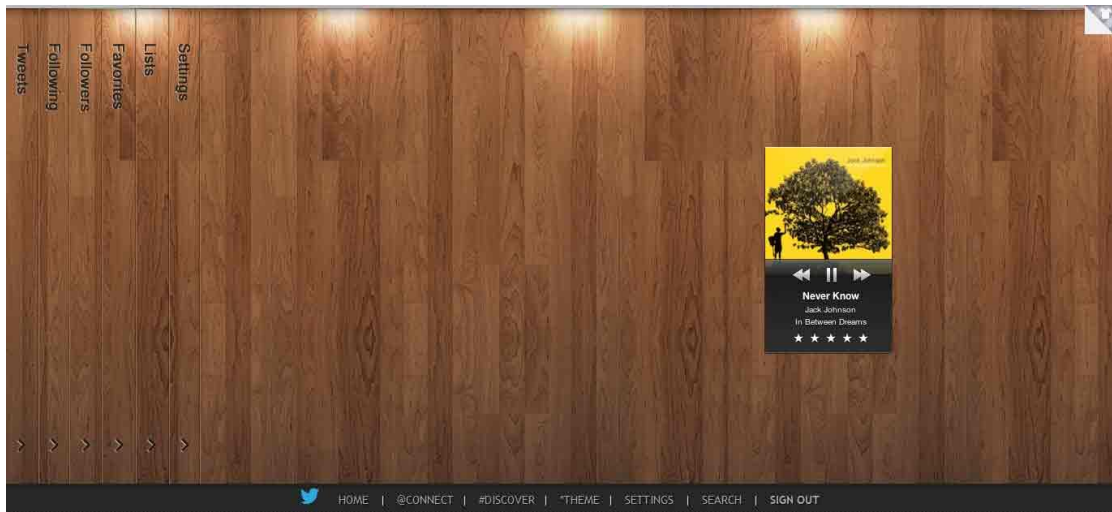 Tweets
Following
Followers
Favorites
Lists
Settings
Jack Johnson
Never Know
Jack Johnson
In Between Dreams
HOME | @CONNECT | #DISCOVER | *THEME | SETTINGS | SEARCH | SIGN OUT